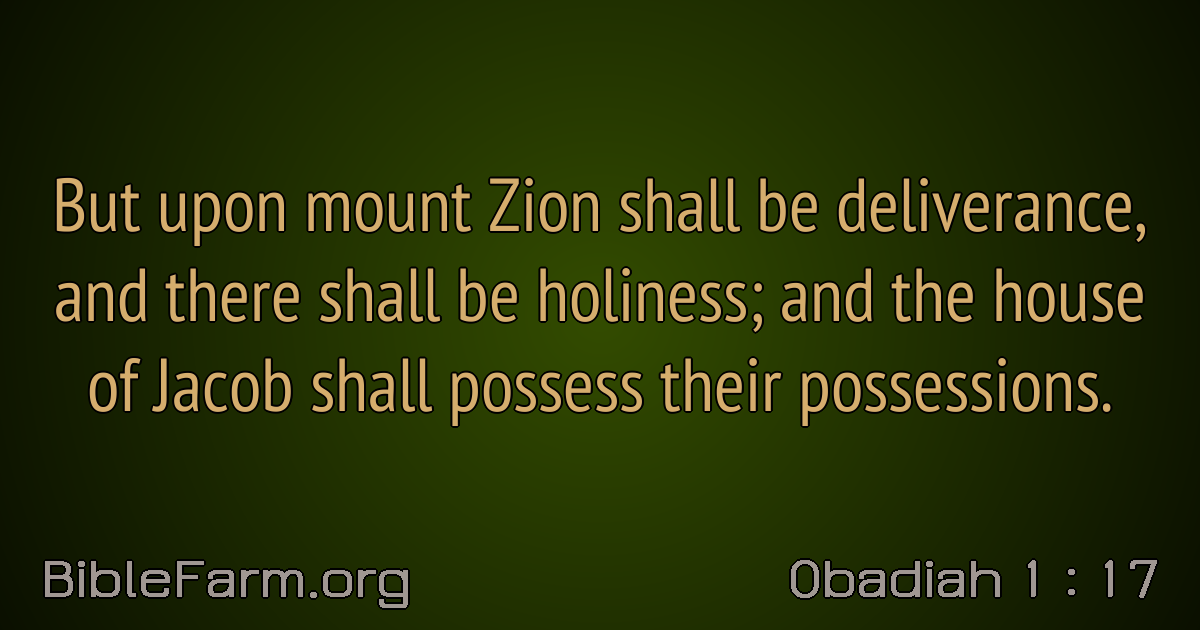 But upon mount Zion shall be deliverance,
and there shall be holiness; and the house
of Jacob shall possess their possessions.
BibleFarm.org
Obadiah 1 : 17